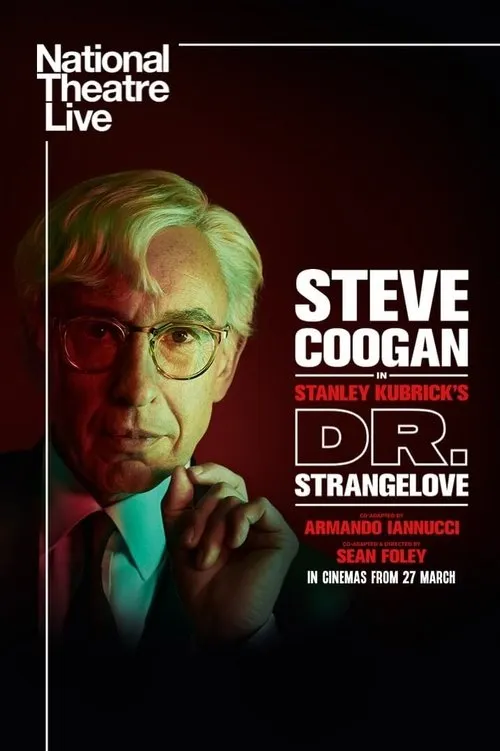 National
Theatre
Live
STEVE
COOGAN
IN
STANLEY KUBRICK'S
DR.
STRANGELOVE
CO-ADAPTED BY
ARMANDO IANNUCCI
CO-ADAPTED & DIRECTED BY
SEAN FOLEY
IN CINEMAS FROM 27 MARCH